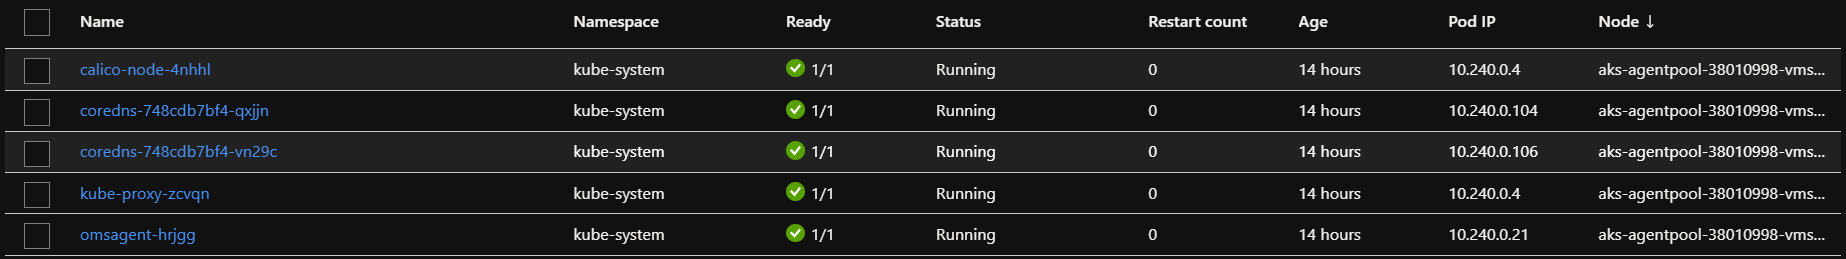 Name Namespace Ready Status Restart count Age Pod IP Node ↓
calico-node-4nhhl kube-system 1/1 Running 0 14 hours 10.240.0.4 aks-agentpool-38010998-vms...
coredns-748cdb7bf4-qxjjn kube-system 1/1 Running 0 14 hours 10.240.0.104 aks-agentpool-38010998-vms...
coredns-748cdb7bf4-vn29c kube-system 1/1 Running 0 14 hours 10.240.0.106 aks-agentpool-38010998-vms...
kube-proxy-zcvqn kube-system 1/1 Running 0 14 hours 10.240.0.4 aks-agentpool-38010998-vms...
omsagent-hrjgg kube-system 1/1 Running 0 14 hours 10.240.0.21 aks-agentpool-38010998-vms...